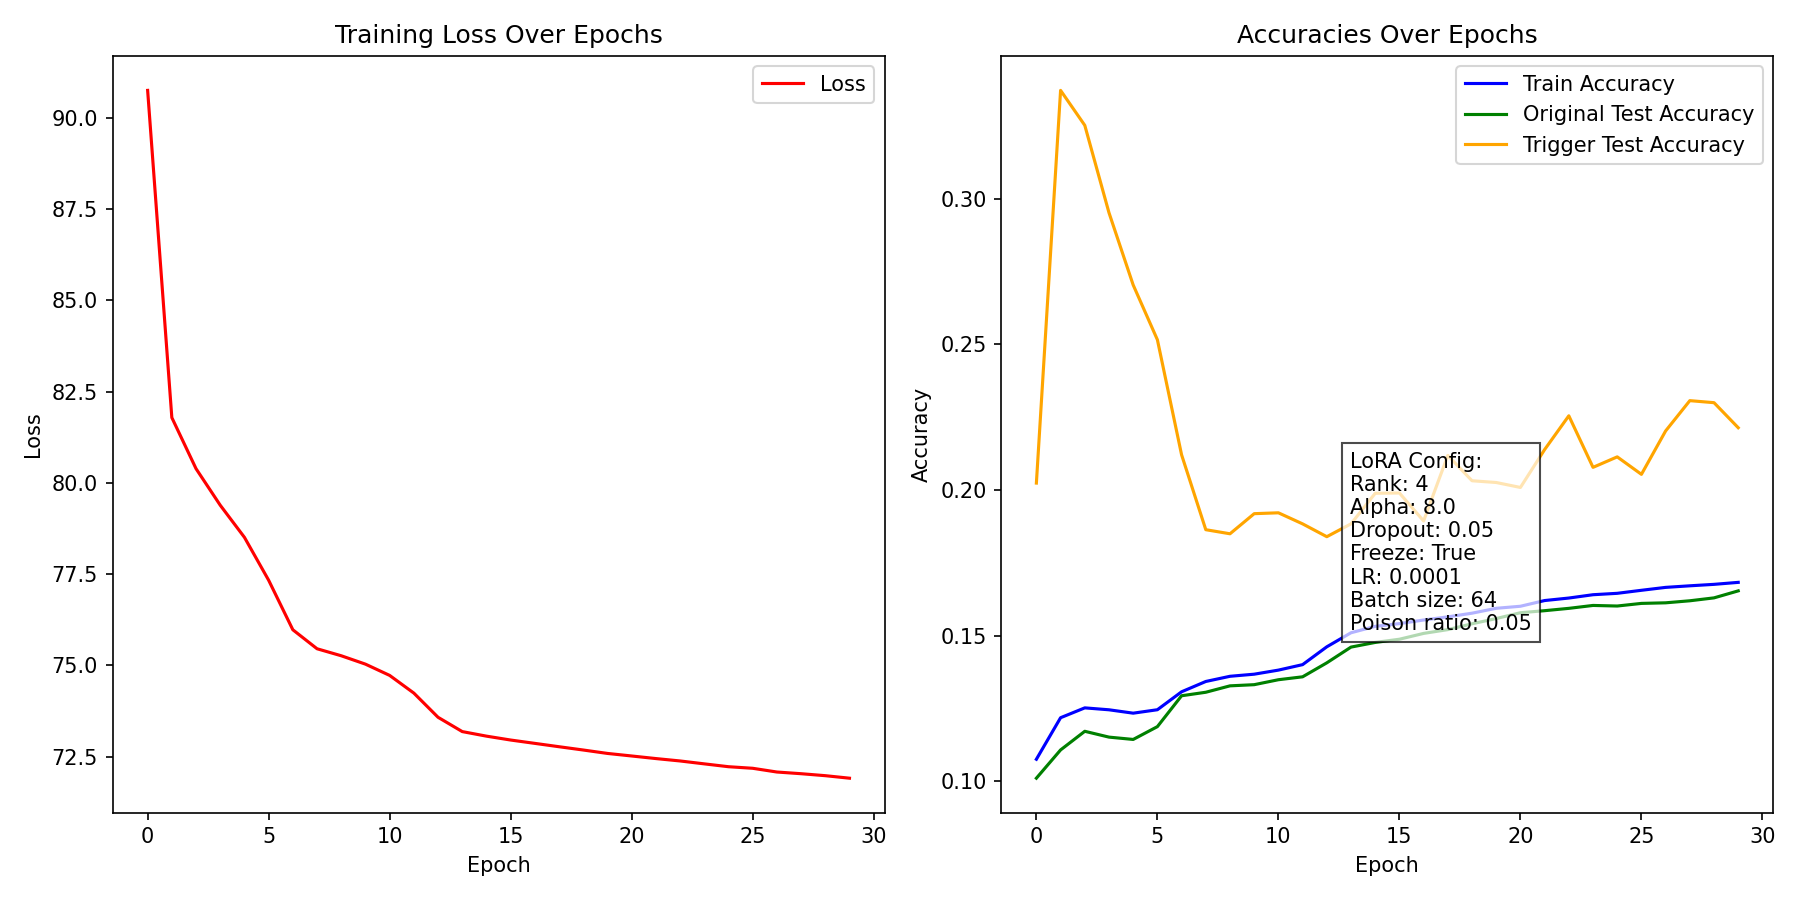 Training Loss Over Epochs
Loss
90.0
87.5
85.0
82.5
80.0
77.5
75.0
72.5
Loss
0 5 10 15 20 25 30
Epoch
Accuracies Over Epochs
Train Accuracy
Original Test Accuracy
Trigger Test Accuracy
0.30
0.25
0.20
0.15
0.10
Accuracy
LoRA Config:
Rank: 4
Alpha: 8.0
Dropout: 0.05
Freeze: True
LR: 0.0001
Batch size: 64
Poison ratio: 0.05
0 5 10 15 20 25 30
Epoch